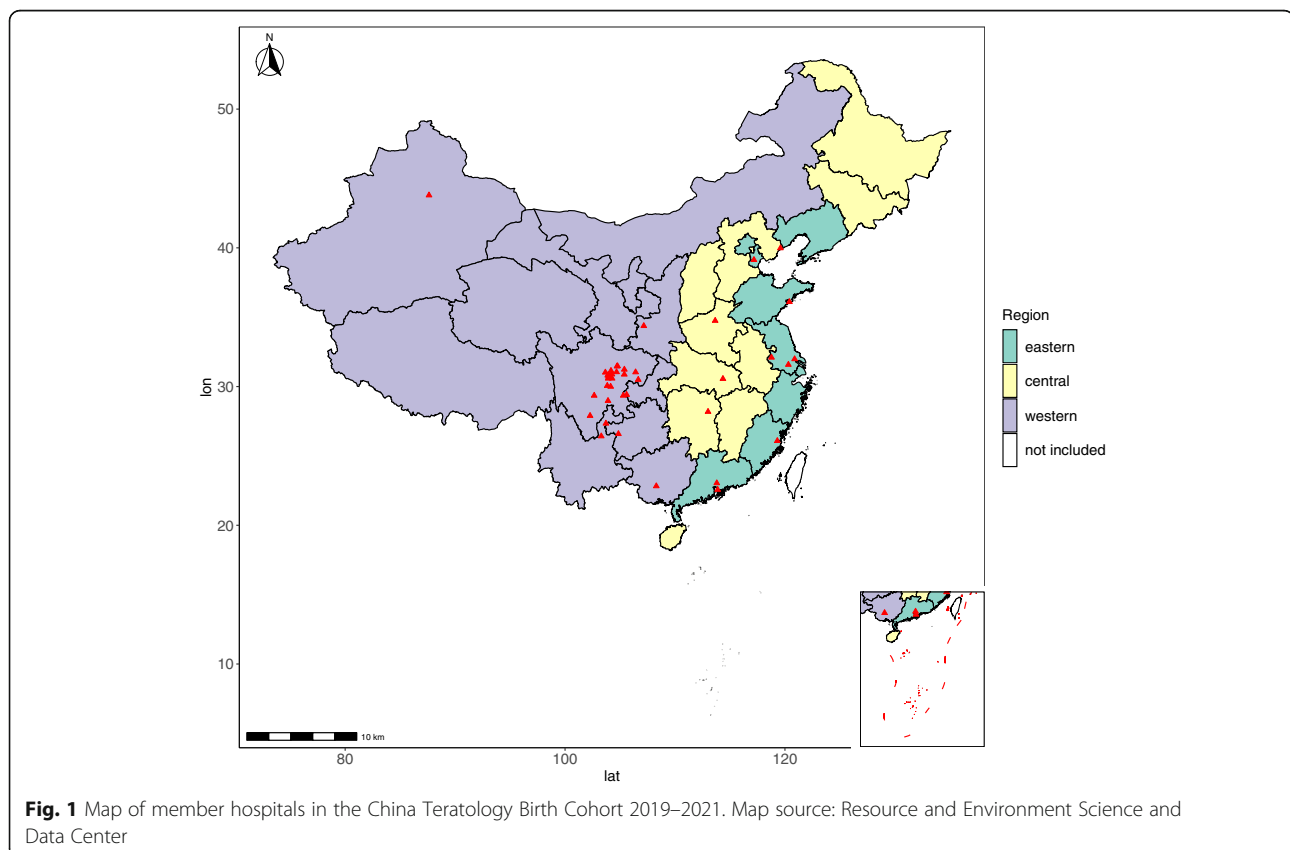 N
50
40
30
20
10
lon
80
100
120
lat
10 km
Region
eastern
central
western
not included
Fig. 1 Map of member hospitals in the China Teratology Birth Cohort 2019–2021. Map source: Resource and Environment Science and
Data Center